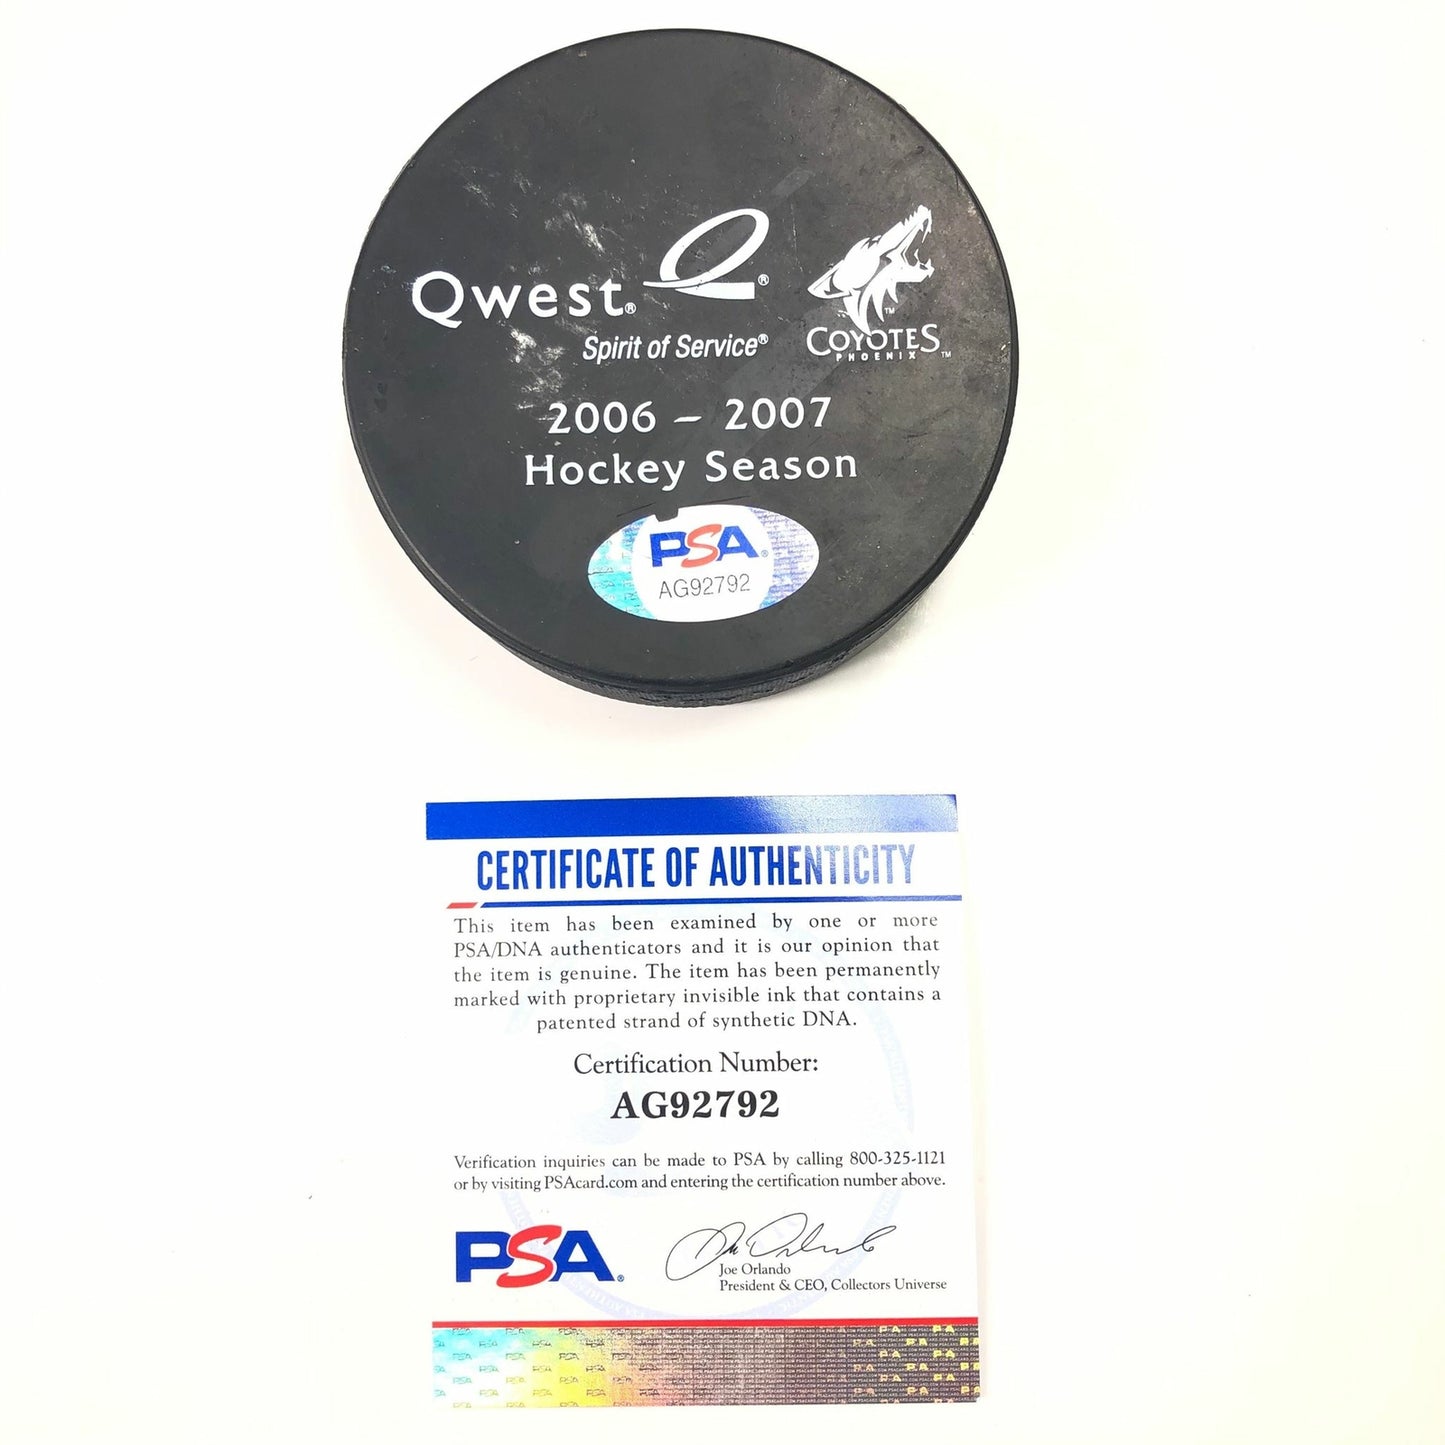 Qwest® ®
Spirit of Service®
™
COYOTES
PHOENIX ™
2006 – 2007
Hockey Season
PSA®
AG92792
CERTIFICATE OF AUTHENTICITY
This item has been examined by one or more
PSA/DNA authenticators and it is our opinion that
the item is genuine. The item has been permanently
marked with proprietary invisible ink that contains a
patented strand of synthetic DNA.
Certification Number:
AG92792
Verification inquiries can be made to PSA by calling 800-325-1121
or by visiting PSAcard.com and entering the certification number above.
PSA®
Joe Orlando
President & CEO, Collectors Universe